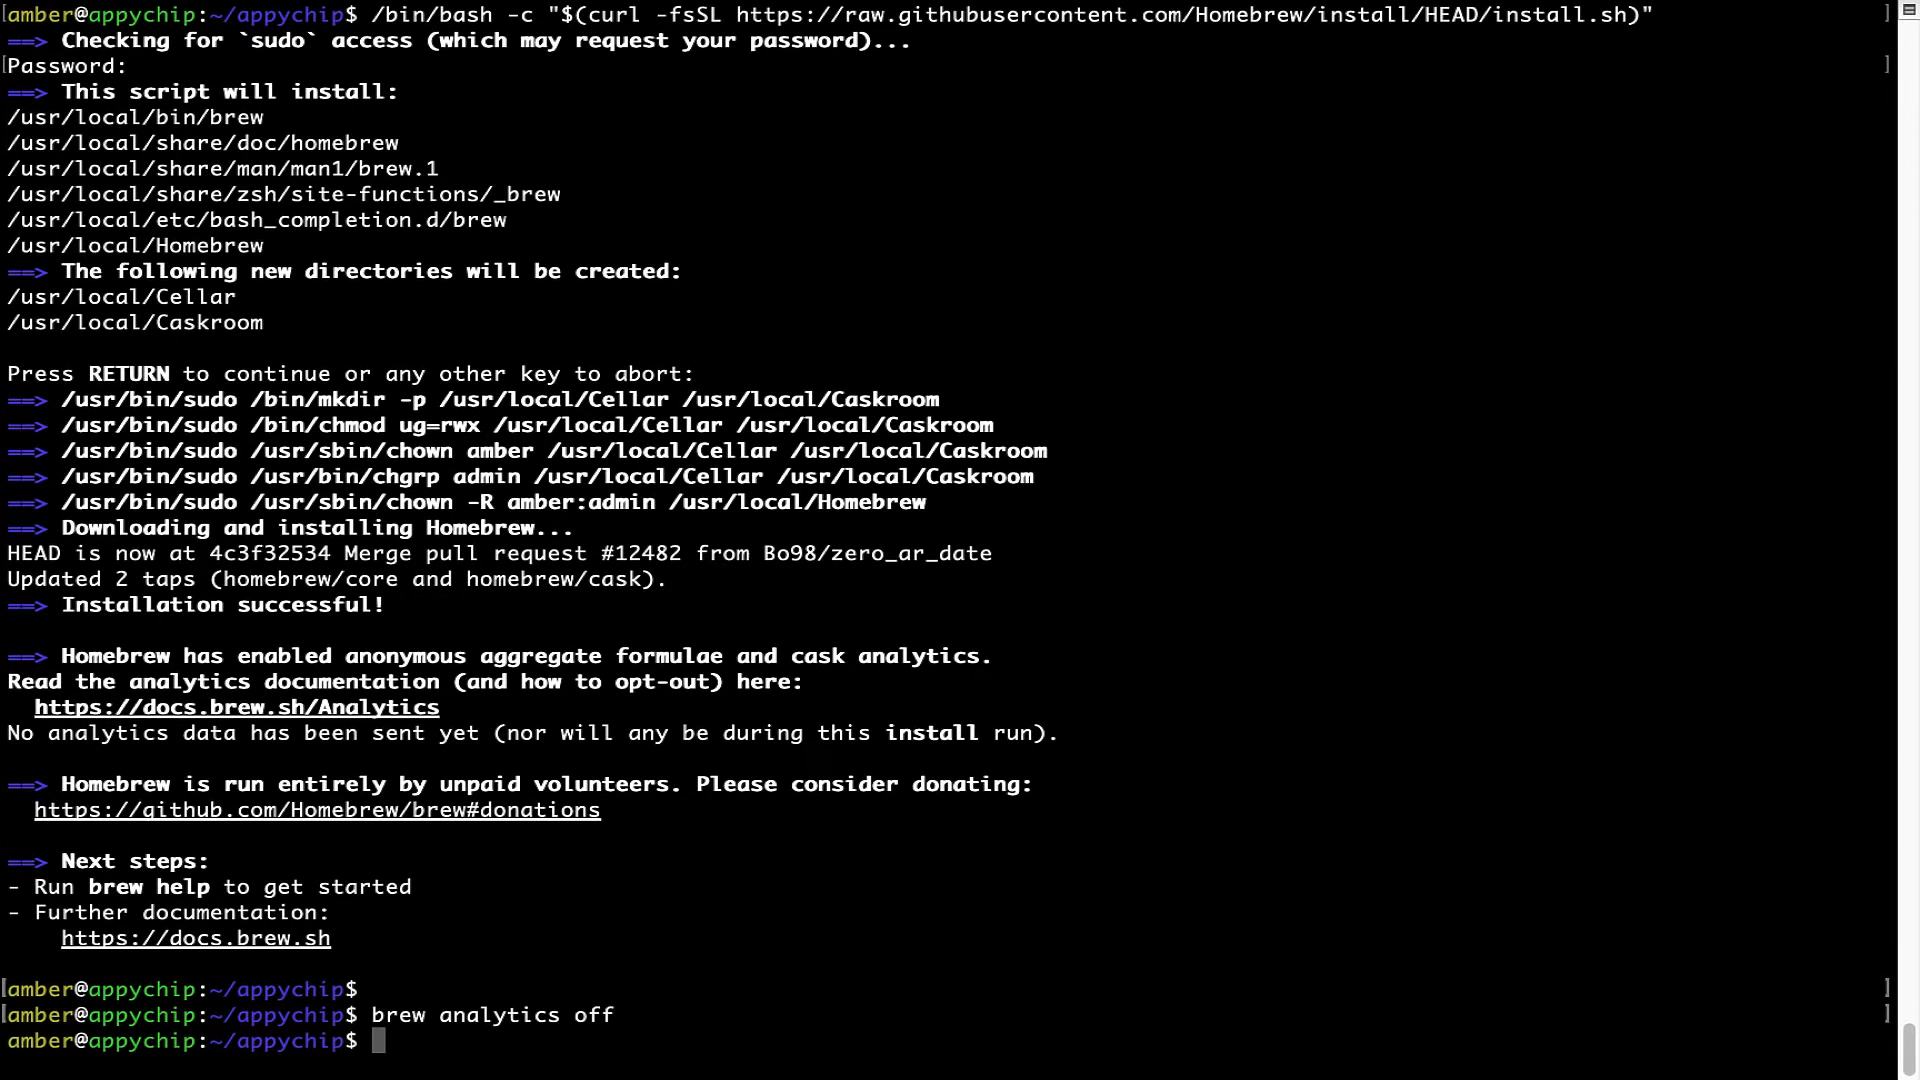 amber@appychip:~/appychip$ /bin/bash -c "$(curl -fsSL https://raw.githubusercontent.com/Homebrew/install/HEAD/install.sh)"
==> Checking for `sudo` access (which may request your password)...
Password:
==> This script will install:
/usr/local/bin/brew
/usr/local/share/doc/homebrew
/usr/local/share/man/man1/brew.1
/usr/local/share/zsh/site-functions/_brew
/usr/local/etc/bash_completion.d/brew
/usr/local/Homebrew
==> The following new directories will be created:
/usr/local/Cellar
/usr/local/Caskroom
Press RETURN to continue or any other key to abort:
==> /usr/bin/sudo /bin/mkdir -p /usr/local/Cellar /usr/local/Caskroom
==> /usr/bin/sudo /bin/chmod ug=rwx /usr/local/Cellar /usr/local/Caskroom
==> /usr/bin/sudo /usr/sbin/chown amber /usr/local/Cellar /usr/local/Caskroom
==> /usr/bin/sudo /usr/bin/chgrp admin /usr/local/Cellar /usr/local/Caskroom
==> /usr/bin/sudo /usr/sbin/chown -R amber:admin /usr/local/Homebrew
==> Downloading and installing Homebrew...
HEAD is now at 4c3f32534 Merge pull request #12482 from Bo98/zero_ar_date
Updated 2 taps (homebrew/core and homebrew/cask).
==> Installation successful!
==> Homebrew has enabled anonymous aggregate formulae and cask analytics.
Read the analytics documentation (and how to opt-out) here:
https://docs.brew.sh/Analytics
No analytics data has been sent yet (nor will any be during this install run).
==> Homebrew is run entirely by unpaid volunteers. Please consider donating:
https://github.com/Homebrew/brew#donations
==> Next steps:
- Run brew help to get started
- Further documentation:
https://docs.brew.sh
amber@appychip:~/appychip$
amber@appychip:~/appychip$ brew analytics off
amber@appychip:~/appychip$